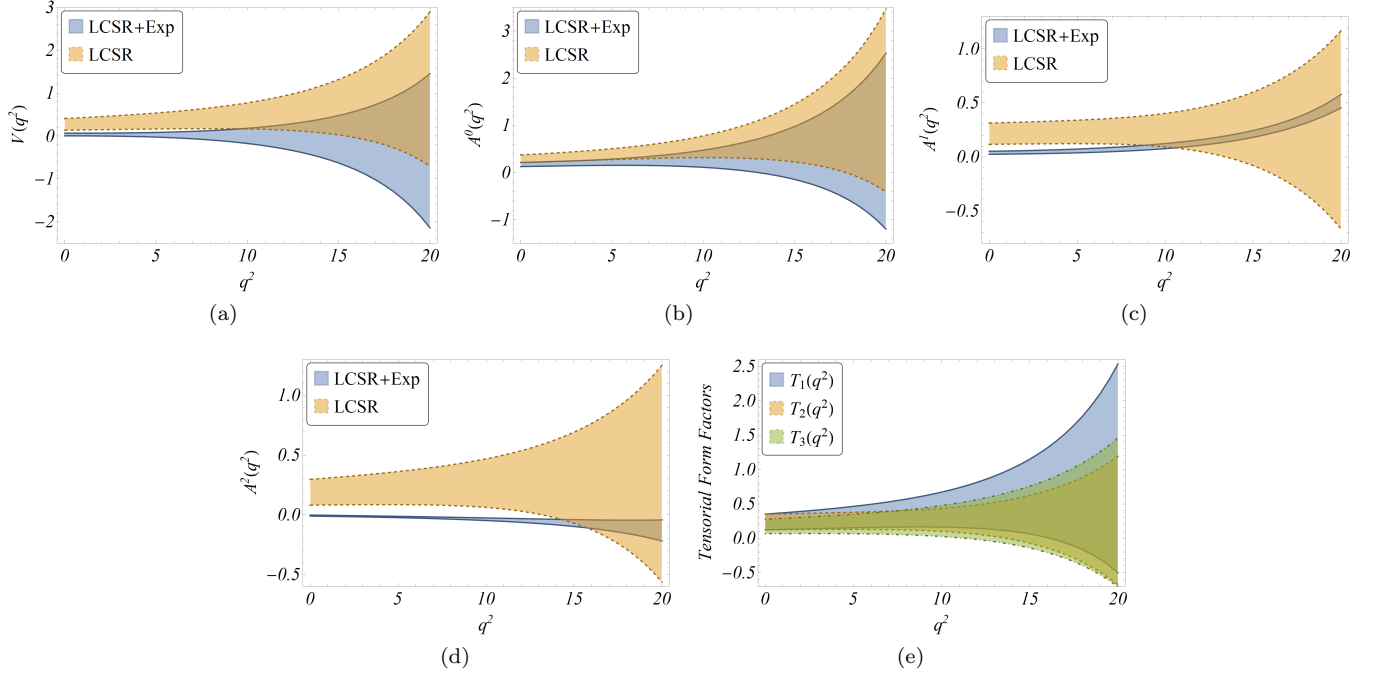 3
2
1
0
−1
−2
V(q²)
LCSR+Exp
LCSR
0 5 10 15 20
q²
(a)
3
2
1
0
−1
A⁰(q²)
LCSR+Exp
LCSR
0 5 10 15 20
q²
(b)
1.0
0.5
0.0
−0.5
A¹(q²)
LCSR+Exp
LCSR
0 5 10 15 20
q²
(c)
1.0
0.5
0.0
−0.5
A²(q²)
LCSR+Exp
LCSR
0 5 10 15 20
q²
(d)
2.5
2.0
1.5
1.0
0.5
0.0
−0.5
Tensorial Form Factors
T₁(q²)
T₂(q²)
T₃(q²)
0 5 10 15 20
q²
(e)